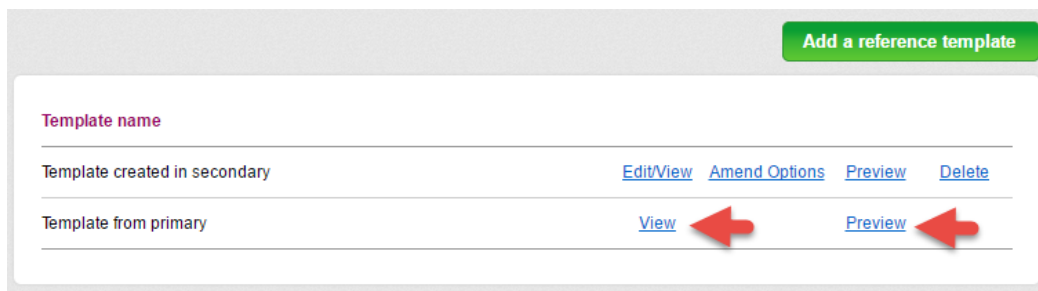 Add a reference template
Template name
Template created in secondary Edit/View Amend Options Preview Delete
Template from primary View Preview